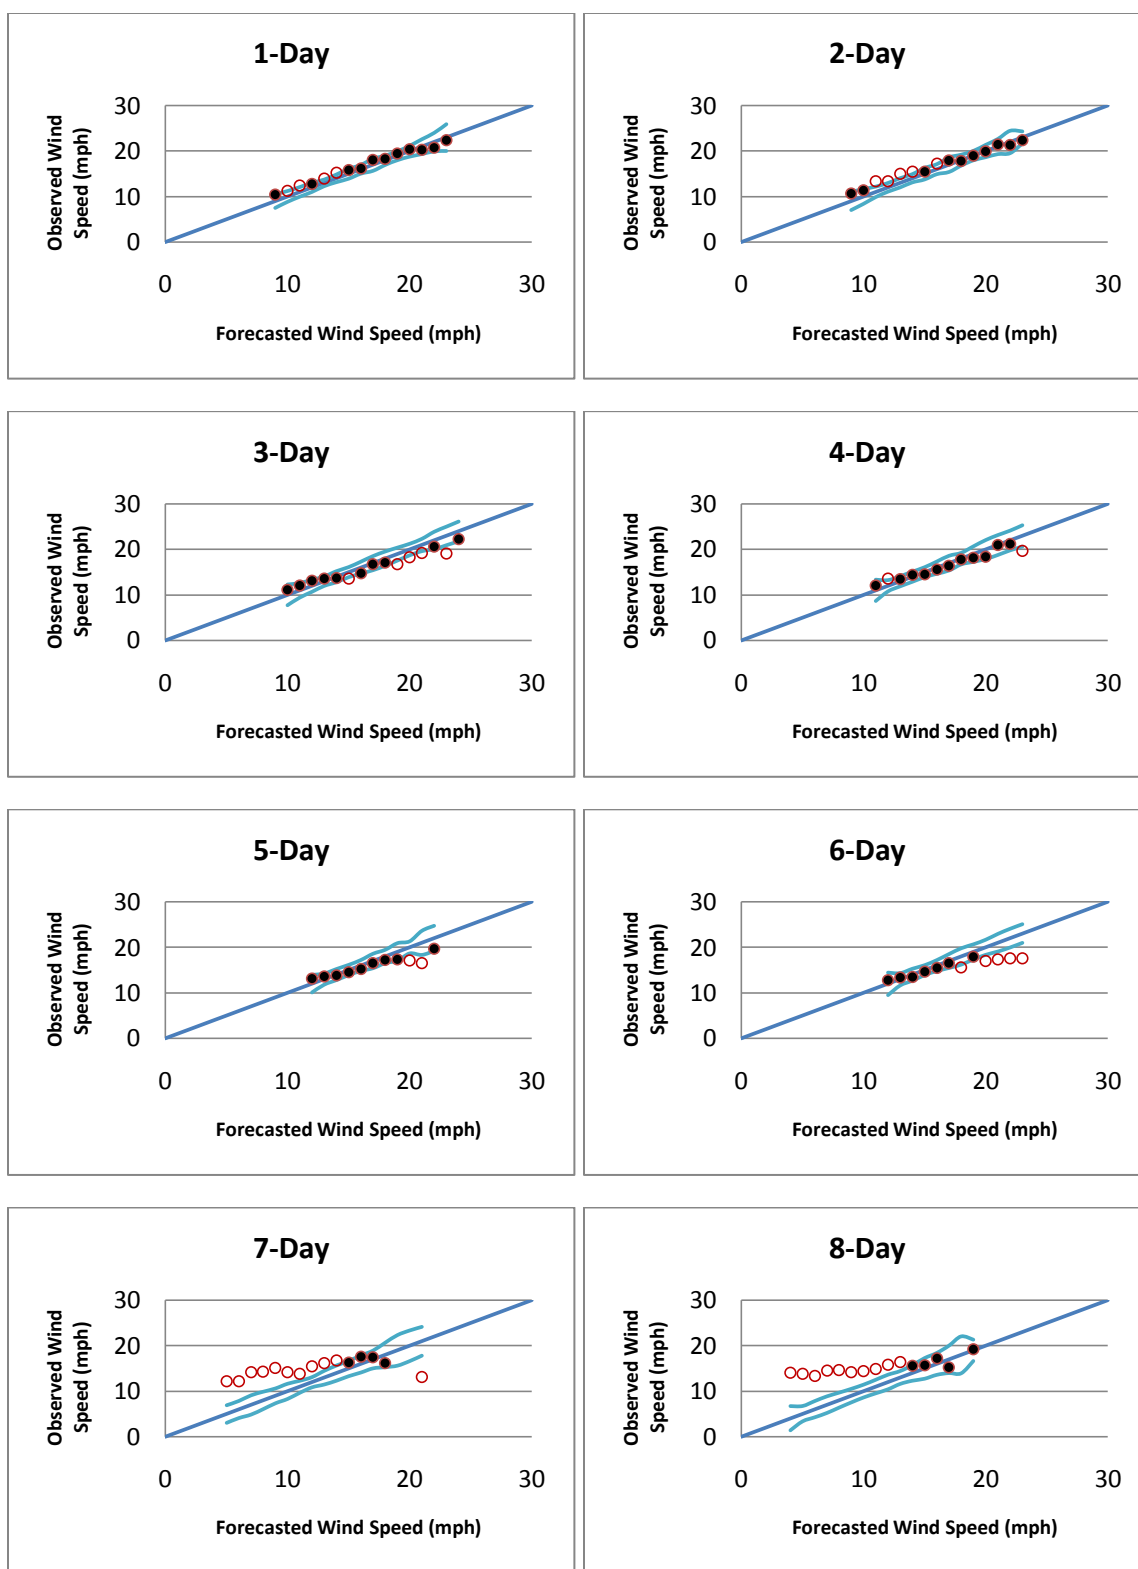 1-Day
30
20
10
0
0 10 20 30
Observed Wind
Speed (mph)
Forecasted Wind Speed (mph)
2-Day
30
20
10
0
0 10 20 30
Observed Wind
Speed (mph)
Forecasted Wind Speed (mph)
3-Day
30
20
10
0
0 10 20 30
Observed Wind
Speed (mph)
Forecasted Wind Speed (mph)
4-Day
30
20
10
0
0 10 20 30
Observed Wind
Speed (mph)
Forecasted Wind Speed (mph)
5-Day
30
20
10
0
0 10 20 30
Observed Wind
Speed (mph)
Forecasted Wind Speed (mph)
6-Day
30
20
10
0
0 10 20 30
Observed Wind
Speed (mph)
Forecasted Wind Speed (mph)
7-Day
30
20
10
0
0 10 20 30
Observed Wind
Speed (mph)
Forecasted Wind Speed (mph)
8-Day
30
20
10
0
0 10 20 30
Observed Wind
Speed (mph)
Forecasted Wind Speed (mph)